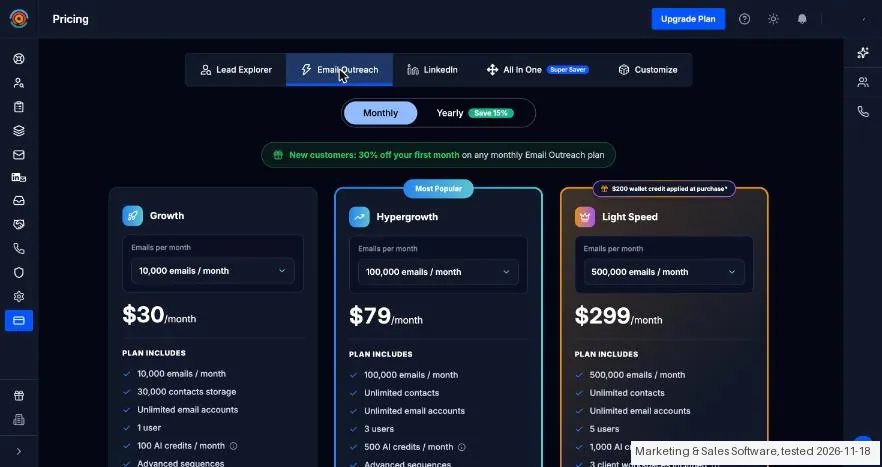 Pricing
Upgrade Plan
Lead Explorer
Email Outreach
LinkedIn
All In One Super Saver
Customize
Monthly
Yearly Save 15%
New customers: 30% off your first month on any monthly Email Outreach plan
Growth
Emails per month
10,000 emails / month
$30/month
PLAN INCLUDES
10,000 emails / month
30,000 contacts storage
Unlimited email accounts
1 user
100 AI credits / month
Advanced sequences
Most Popular
Hypergrowth
Emails per month
100,000 emails / month
$79/month
PLAN INCLUDES
100,000 emails / month
Unlimited contacts
Unlimited email accounts
3 users
500 AI credits / month
Advanced sequences
$200 wallet credit applied at purchase*
Light Speed
Emails per month
500,000 emails / month
$299/month
PLAN INCLUDES
500,000 emails / month
Unlimited contacts
Unlimited email accounts
5 users
1,000 AI
3 client
Marketing & Sales Software, tested 2026-11-18